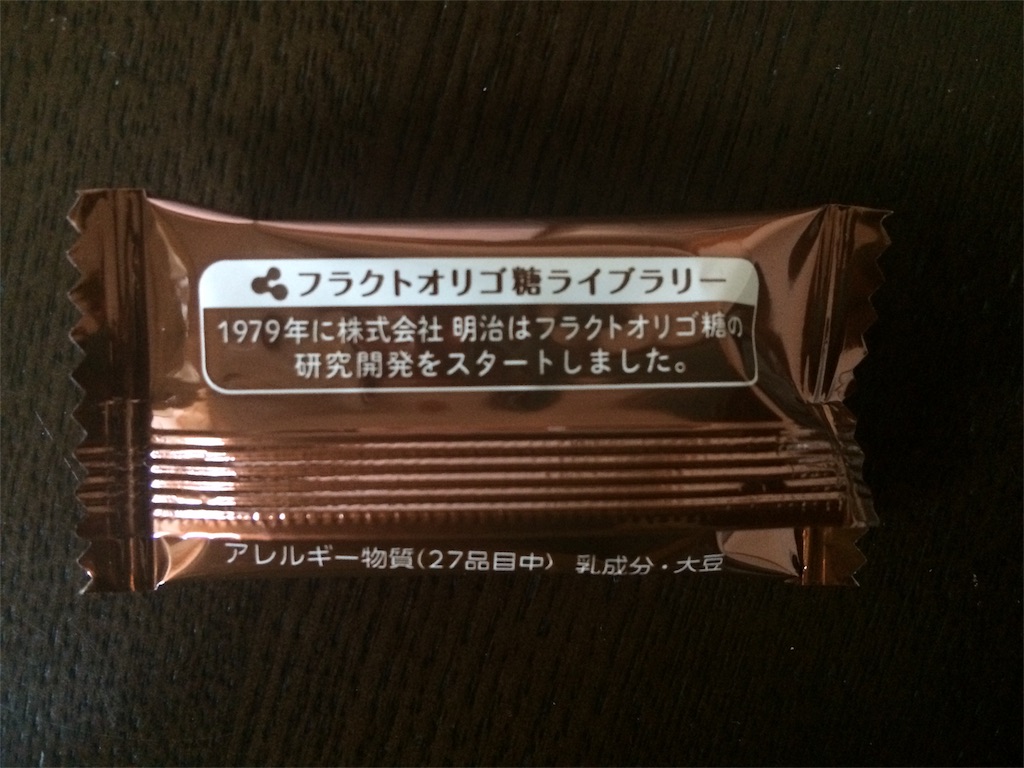 フラクトオリゴ糖ライブラリー
1979年に株式会社 明治はフラクトオリゴ糖の
研究開発をスタートしました。
アレルギー物質(27品目中) 乳成分・大豆